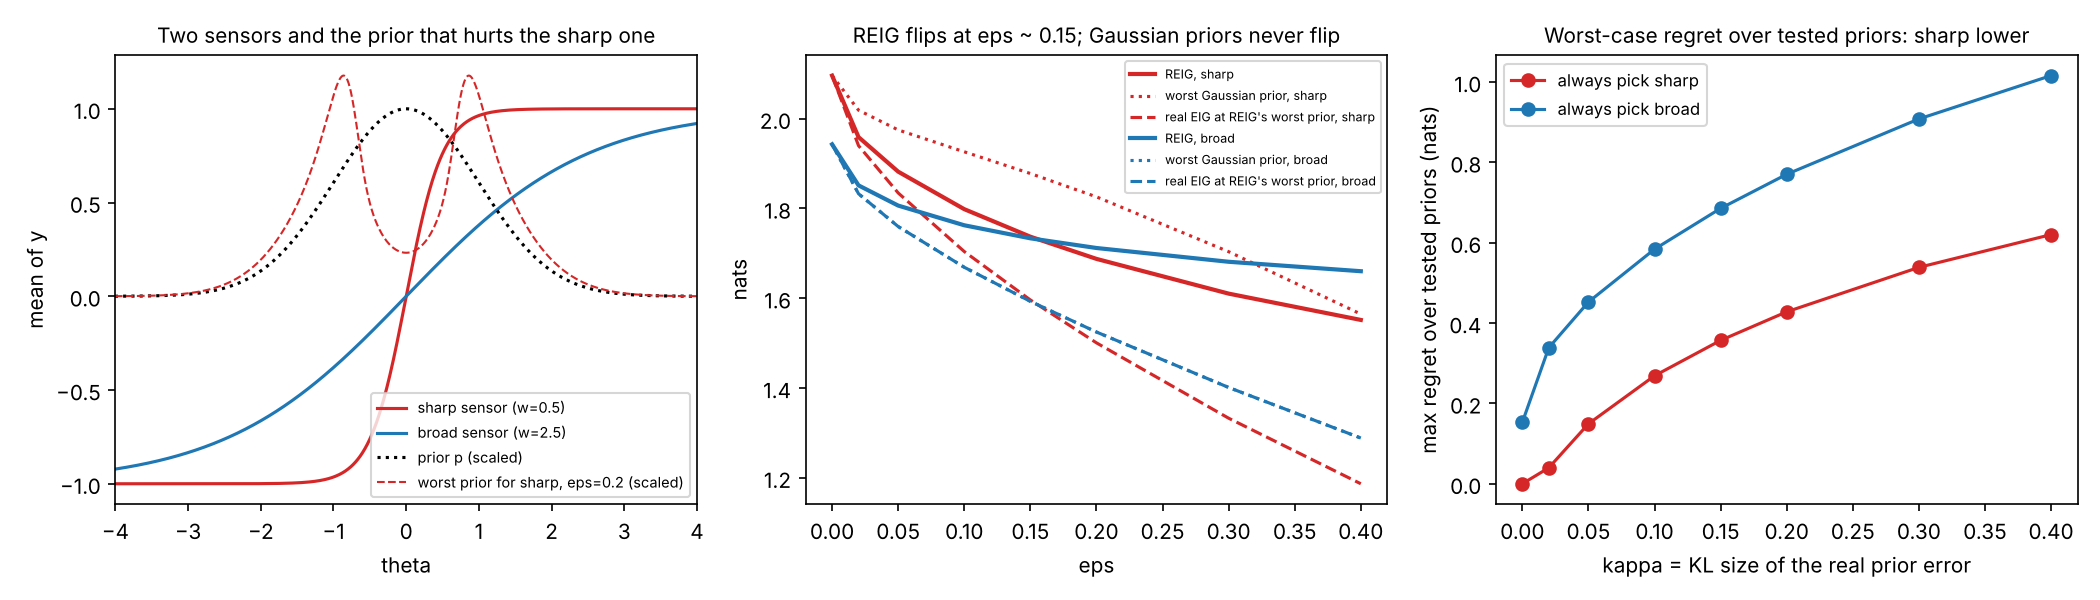 Two sensors and the prior that hurts the sharp one
mean of y
1.0
0.5
0.0
−0.5
−1.0
sharp sensor (w=0.5)
broad sensor (w=2.5)
prior p (scaled)
worst prior for sharp, eps=0.2 (scaled)
−4 −3 −2 −1 0 1 2 3 4
theta
REIG flips at eps ~ 0.15; Gaussian priors never flip
nats
2.0
1.8
1.6
1.4
1.2
REIG, sharp
worst Gaussian prior, sharp
real EIG at REIG's worst prior, sharp
REIG, broad
worst Gaussian prior, broad
real EIG at REIG's worst prior, broad
0.00 0.05 0.10 0.15 0.20 0.25 0.30 0.35 0.40
eps
Worst-case regret over tested priors: sharp lower
max regret over tested priors (nats)
1.0
0.8
0.6
0.4
0.2
0.0
always pick sharp
always pick broad
0.00 0.05 0.10 0.15 0.20 0.25 0.30 0.35 0.40
kappa = KL size of the real prior error